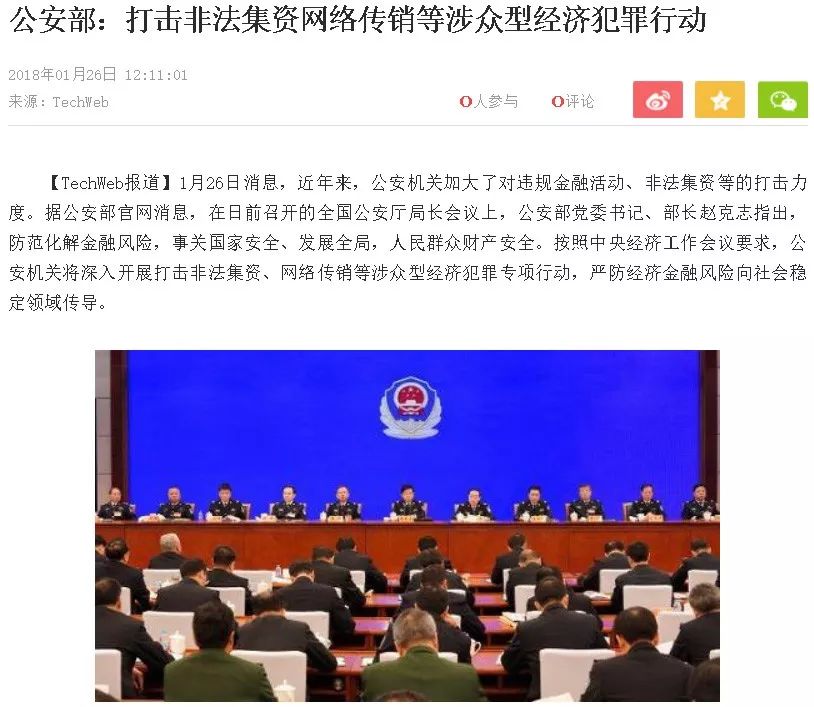 公安部：打击非法集资网络传销等涉众型经济犯罪行动
2018年01月26日 12:11:01
来源：TechWeb
0人参与 0评论
【TechWeb报道】1月26日消息，近年来，公安机关加大了对违规金融活动、非法集资等的打击力
度。据公安部官网消息，在日前召开的全国公安厅局长会议上，公安部党委书记、部长赵克志指出，
防范化解金融风险，事关国家安全、发展全局，人民群众财产安全。按照中央经济工作会议要求，公
安机关将深入开展打击非法集资、网络传销等涉众型经济犯罪专项行动，严防经济金融风险向社会稳
定领域传导。